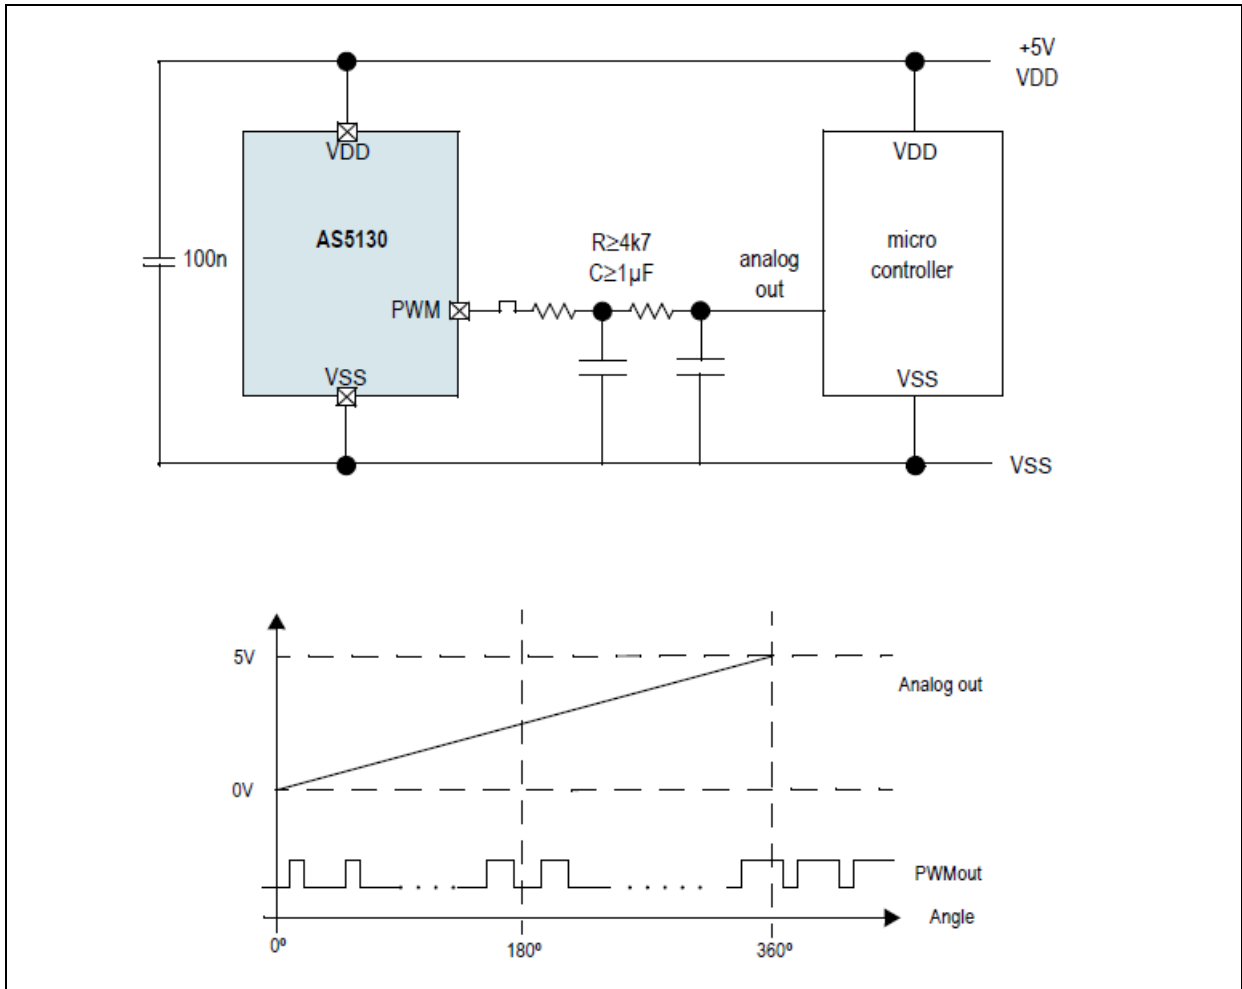 +5V
VDD
VDD
VDD
AS5130
100n
R≥4k7
C≥1µF
analog
out
micro
controller
PWM
VSS
VSS
VSS
5V
Analog out
0V
PWMout
Angle
0º
180º
360º